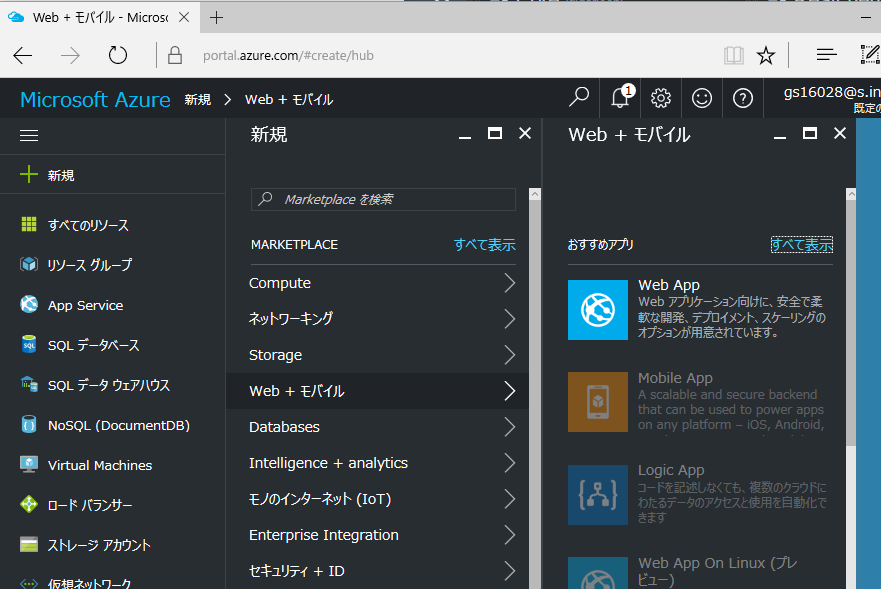 Web + モバイル - Microsc
portal.azure.com/#create/hub
Microsoft Azure 新規 > Web + モバイル
1
gs16028@s.in
既定の
新規
すべてのリソース
リソース グループ
App Service
SQL データベース
SQL データ ウェアハウス
NoSQL (DocumentDB)
Virtual Machines
ロード バランサー
ストレージ アカウント
仮想ネットワーク
新規
Marketplace を検索
MARKETPLACE すべて表示
Compute
ネットワーキング
Storage
Web + モバイル
Databases
Intelligence + analytics
モノのインターネット (IoT)
Enterprise Integration
セキュリティ + ID
Web + モバイル
おすすめアプリ すべて表示
Web App
Web アプリケーション向けに、安全で柔
軟な開発、デプロイメント、スケーリングの
オプションが用意されています。
Mobile App
A scalable and secure backend
that can be used to power apps
on any platform – iOS, Android,
Logic App
コードを記述しなくても、複数のクラウドに
わたるデータのアクセスと使用を自動化で
きます
Web App On Linux (プレ
ビュー)